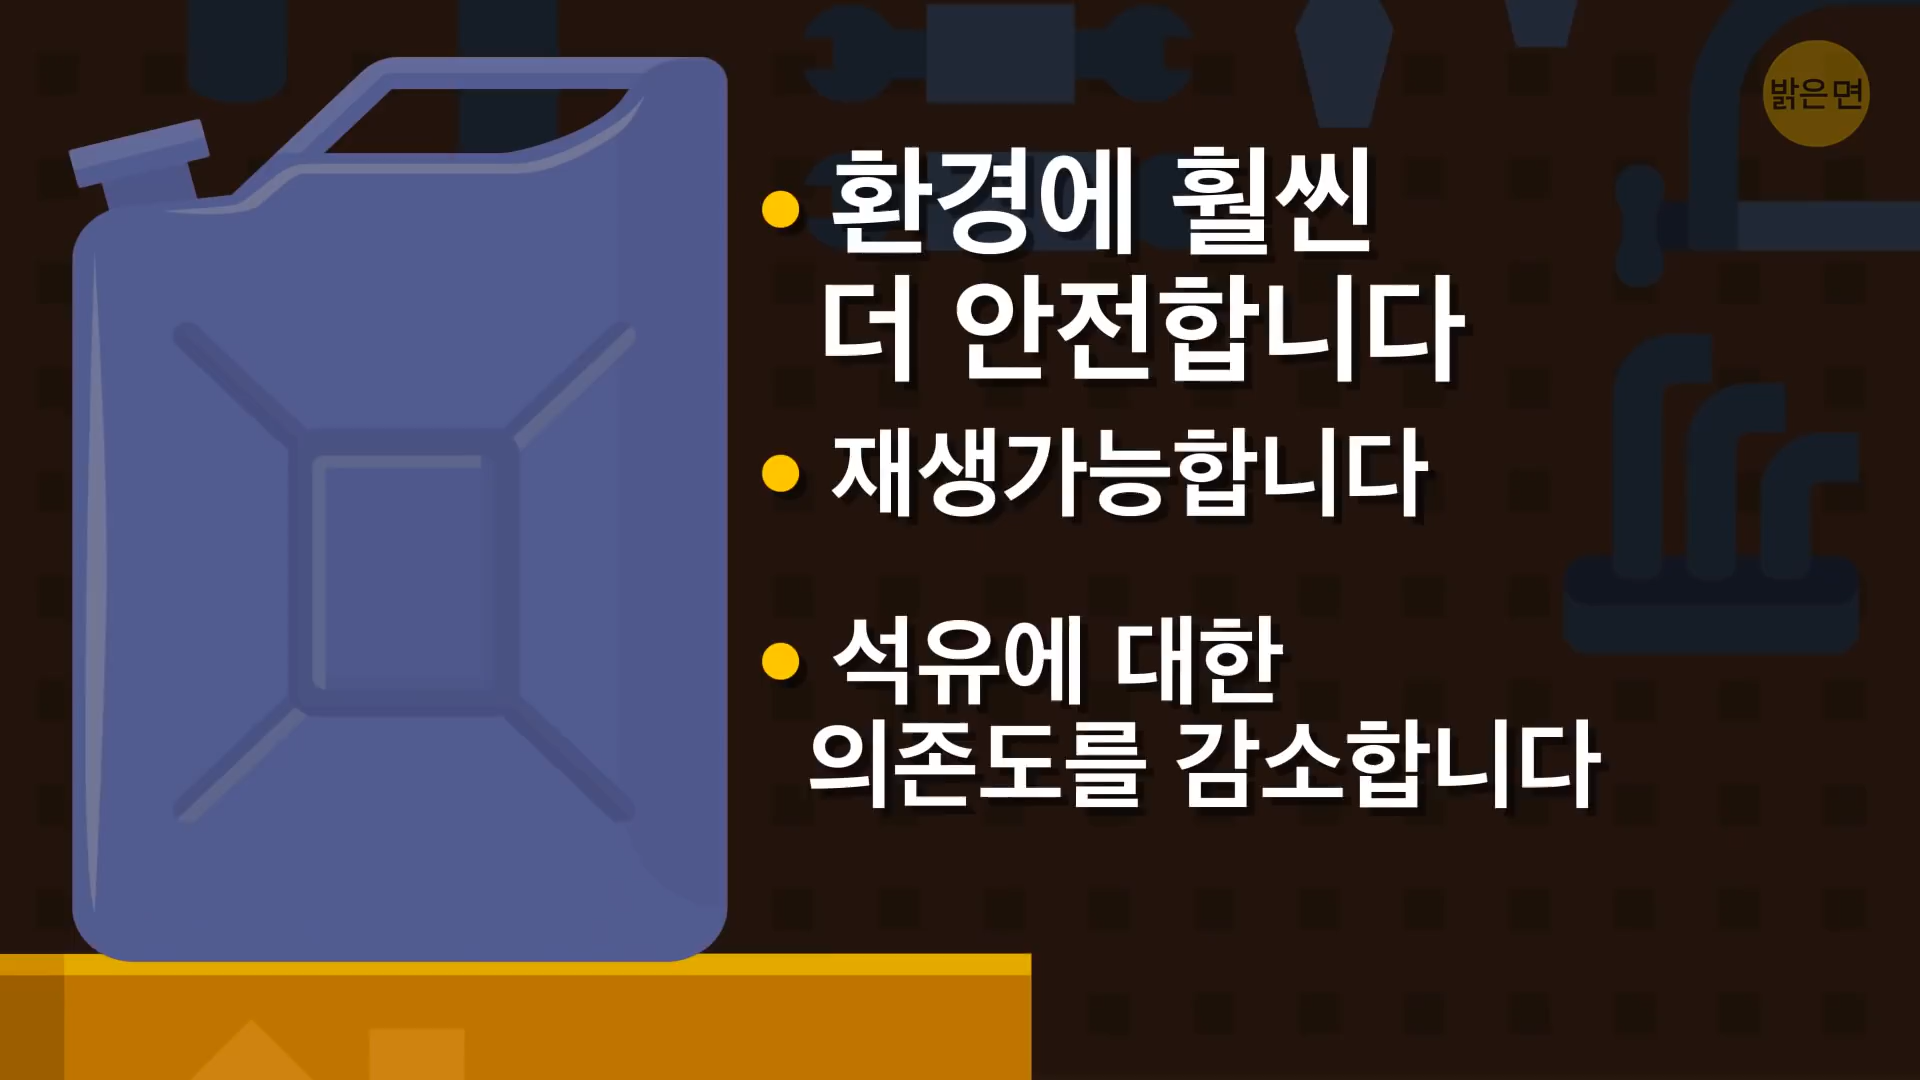 밝은면
• 환경에 훨씬
더 안전합니다
• 재생가능합니다
• 석유에 대한
의존도를 감소합니다